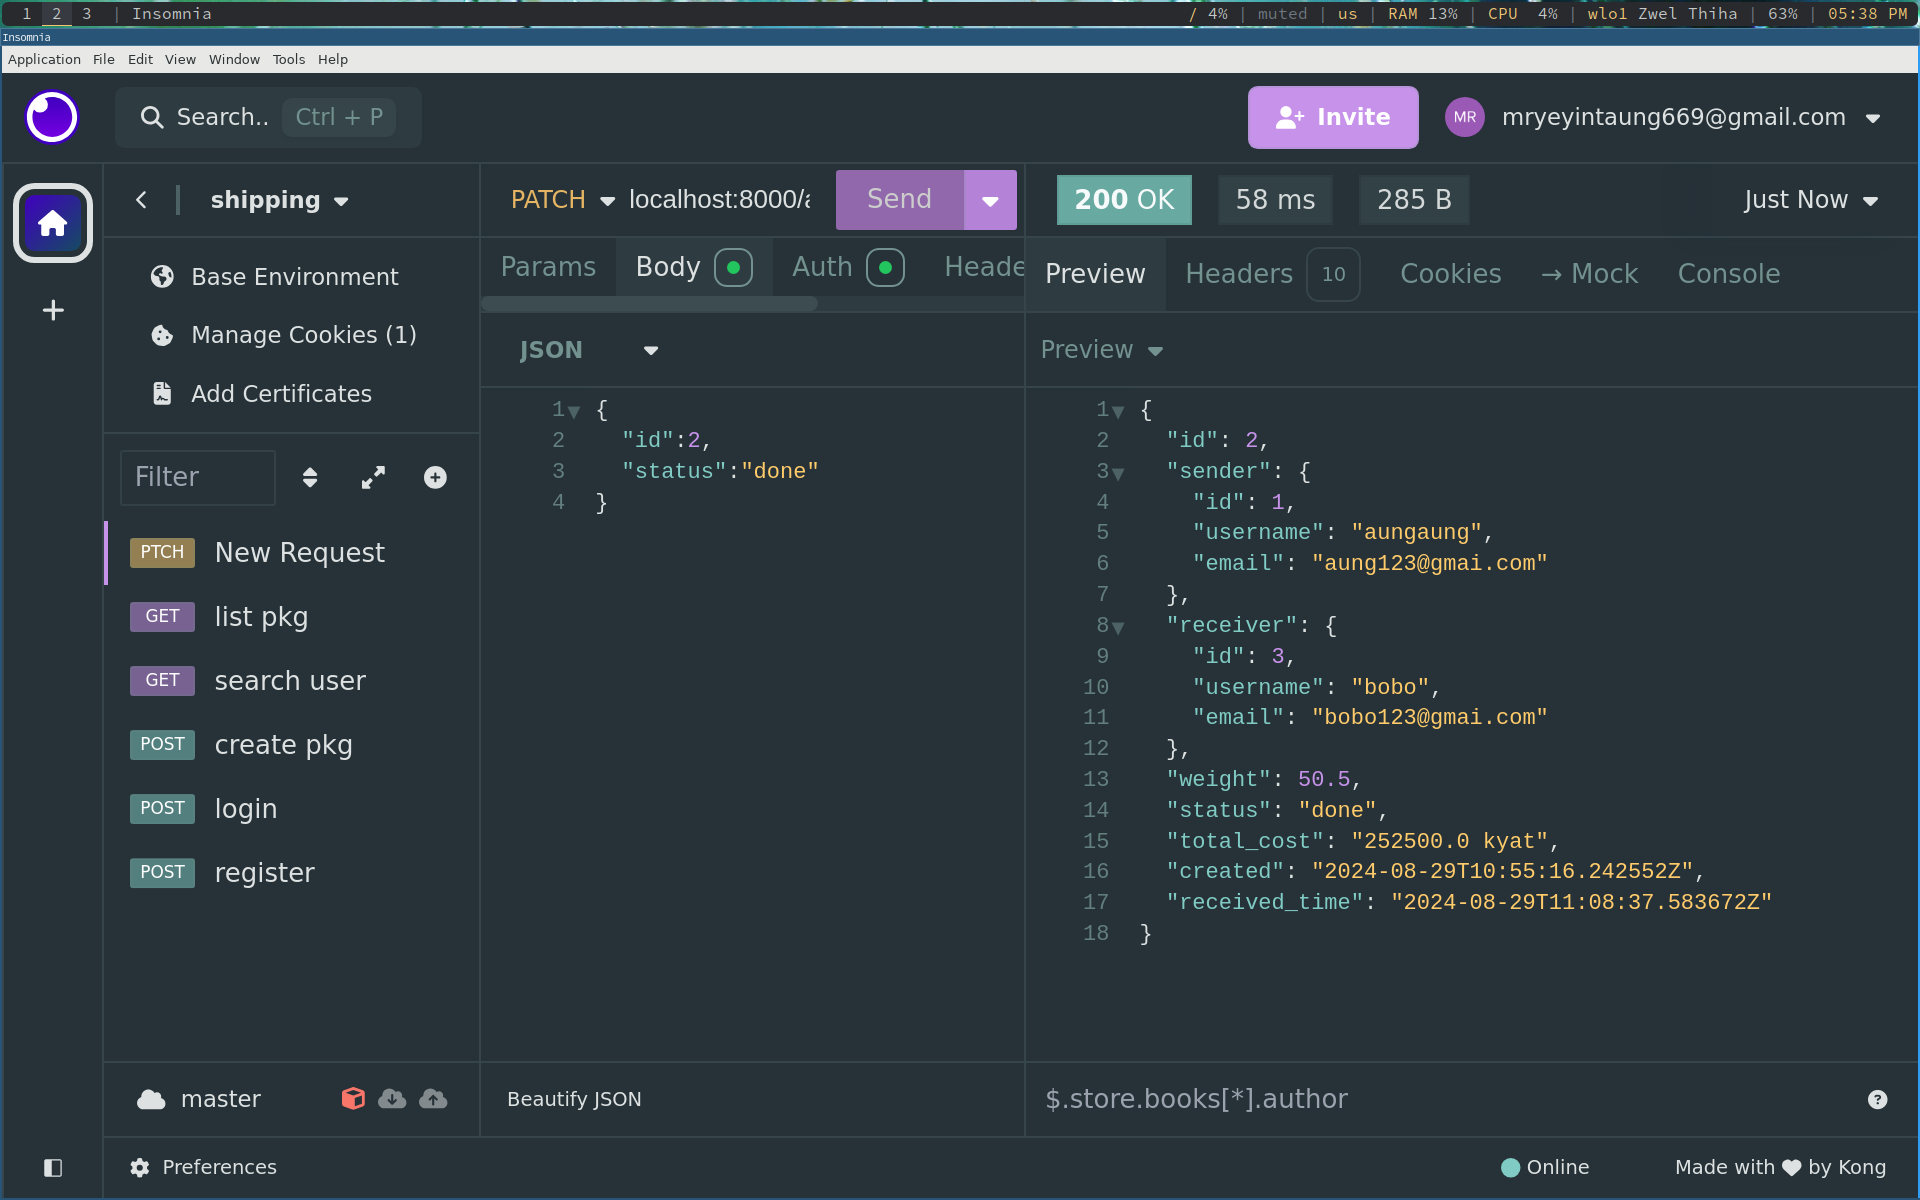 1 2 3 | Insomnia / 4% | muted | us | RAM 13% | CPU 4% | wlo1 Zwel Thiha | 63% | 05:38 PM
Insomnia
Application File Edit View Window Tools Help
Search.. Ctrl + P Invite MR mryeyintaung669@gmail.com
shipping
Base Environment
Manage Cookies (1)
Add Certificates
Filter
PTCH New Request
GET list pkg
GET search user
POST create pkg
POST login
POST register
master
PATCH localhost:8000/a Send
Params Body Auth Heade
JSON
1 {
2 "id":2,
3 "status":"done"
4 }
Beautify JSON
200 OK 58 ms 285 B Just Now
Preview Headers 10 Cookies → Mock Console
Preview
1 {
2 "id": 2,
3 "sender": {
4 "id": 1,
5 "username": "aungaung",
6 "email": "aung123@gmai.com"
7 },
8 "receiver": {
9 "id": 3,
10 "username": "bobo",
11 "email": "bobo123@gmai.com"
12 },
13 "weight": 50.5,
14 "status": "done",
15 "total_cost": "252500.0 kyat",
16 "created": "2024-08-29T10:55:16.242552Z",
17 "received_time": "2024-08-29T11:08:37.583672Z"
18 }
$.store.books[*].author
Preferences Online Made with ♥ by Kong